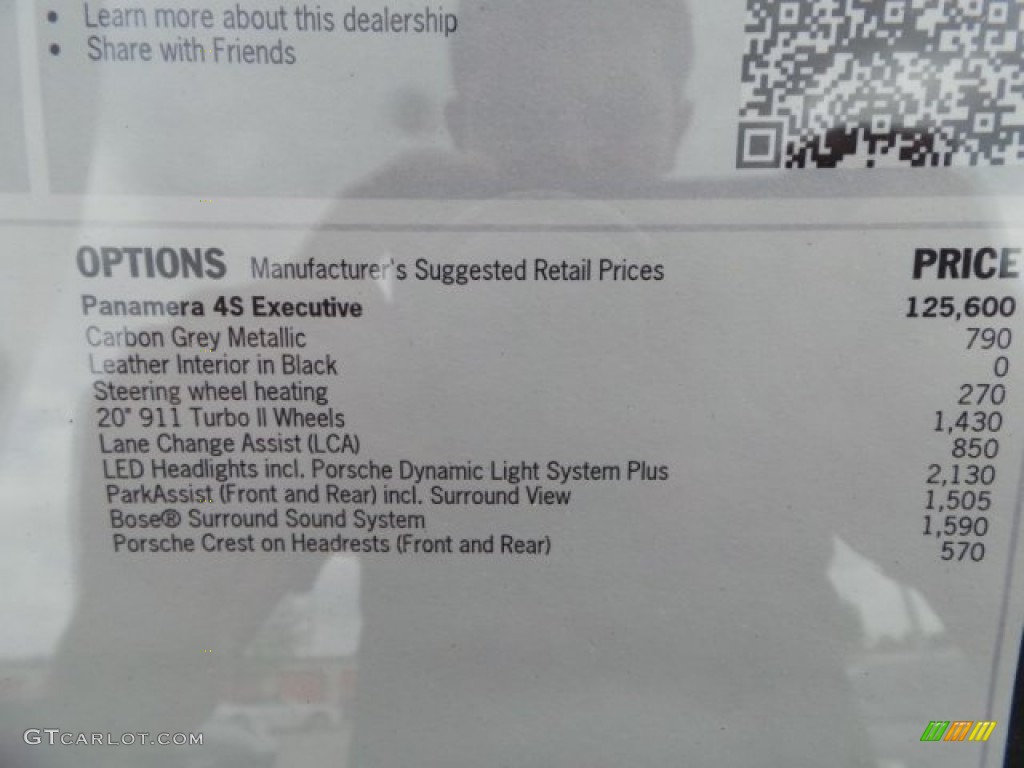 • Learn more about this dealership
• Share with Friends
OPTIONS Manufacturer's Suggested Retail Prices PRICE
Panamera 4S Executive 125,600
Carbon Grey Metallic 790
Leather Interior in Black 0
Steering wheel heating 270
20" 911 Turbo II Wheels 1,430
Lane Change Assist (LCA) 850
LED Headlights incl. Porsche Dynamic Light System Plus 2,130
ParkAssist (Front and Rear) incl. Surround View 1,505
Bose® Surround Sound System 1,590
Porsche Crest on Headrests (Front and Rear) 570
GTCARLOT.COM